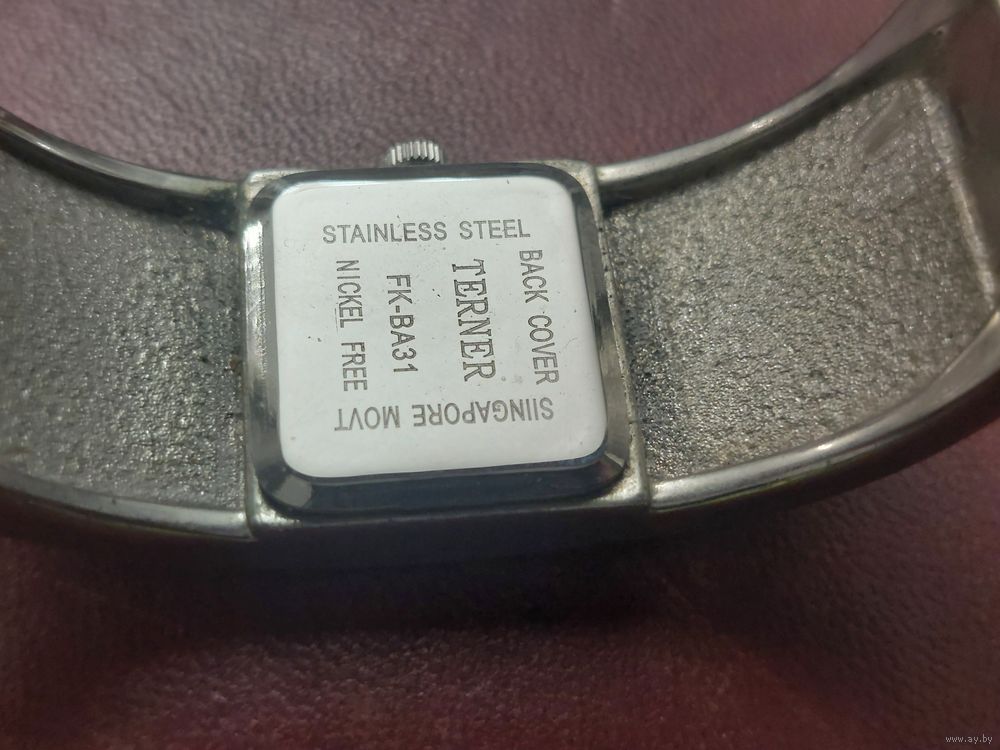 STAINLESS STEEL
BACK COVER
TERNER
FK-BA31
NICKEL FREE
SIINGAPORE MOVT
www.ay.by